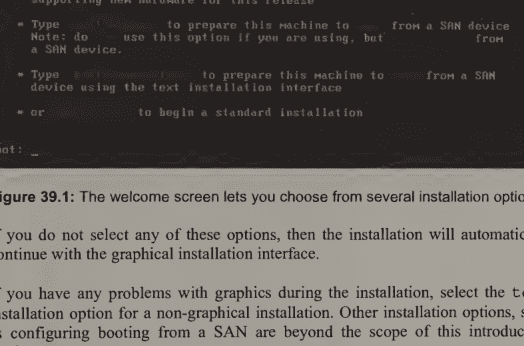 supporting new hardware for this release
* Type to prepare this machine to from a SAN device
Note: do use this option if you are using, but from
a SAN device.
* Type to prepare this machine to from a SAN
device using the text installation interface
* or to begin a standard installation
ot: _
igure 39.1: The welcome screen lets you choose from several installation optio
you do not select any of these options, then the installation will automatic
ontinue with the graphical installation interface.
you have any problems with graphics during the installation, select the te
nstallation option for a non-graphical installation. Other installation options, s
s configuring booting from a SAN are beyond the scope of this introduc